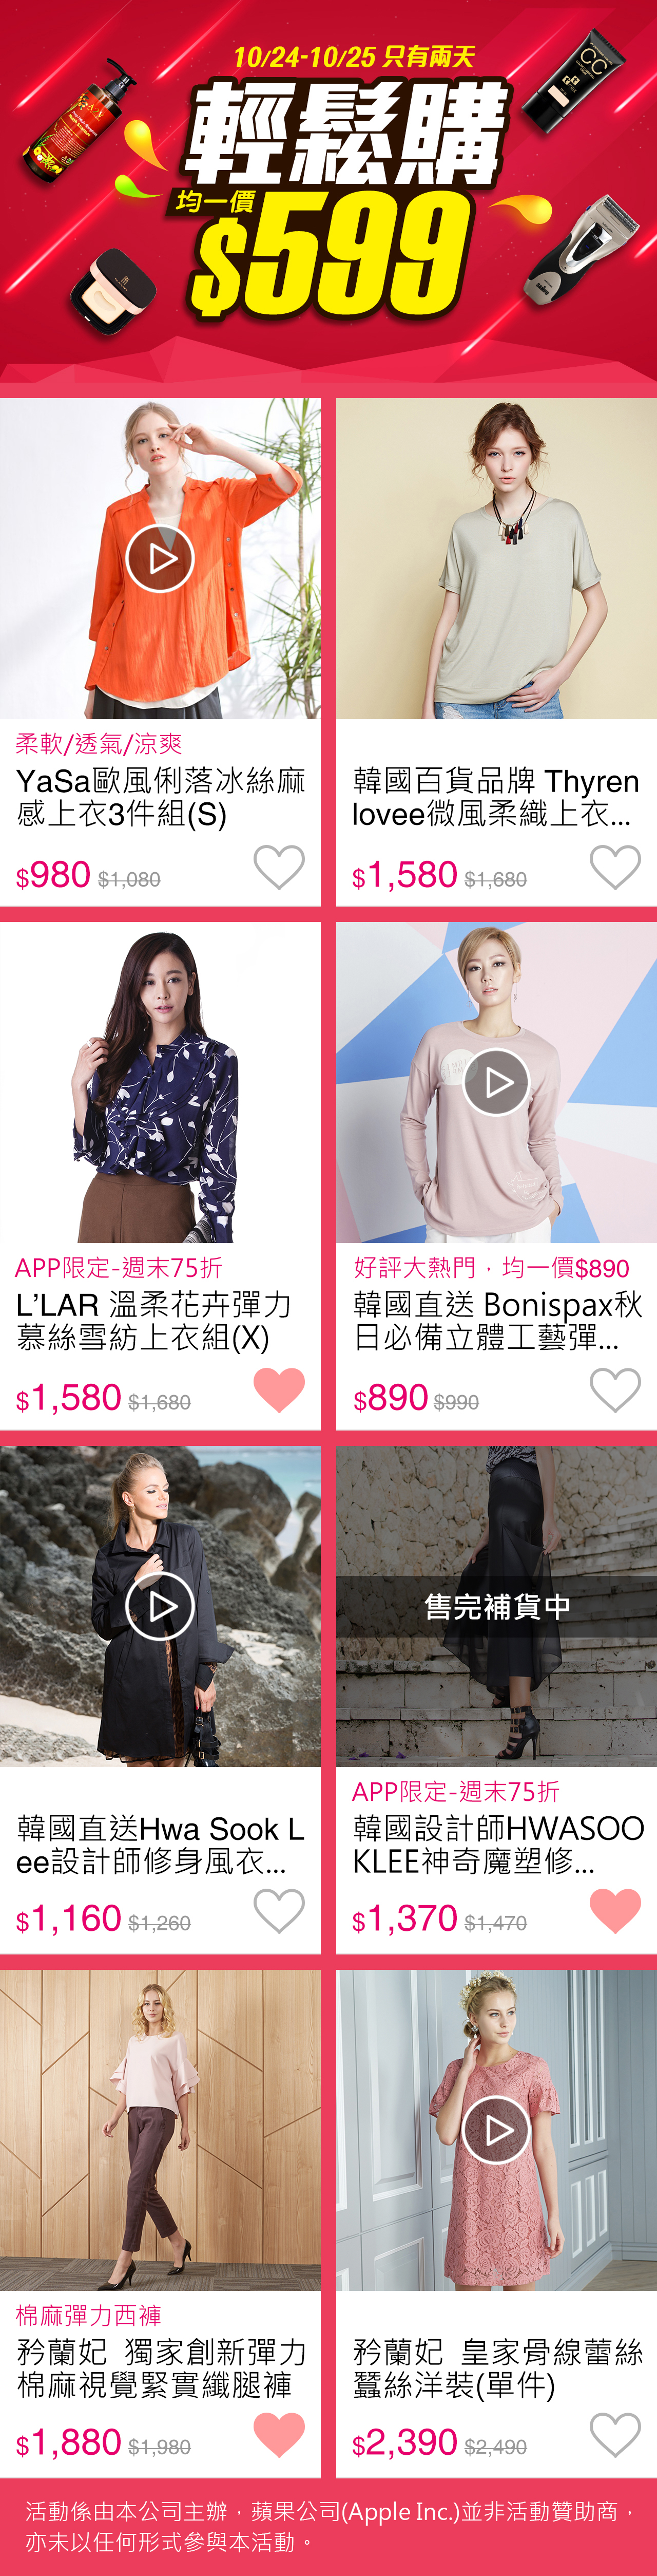 10/24-10/25 只有兩天
輕鬆購
均一價
$599
CC
柔軟/透氣/涼爽
YaSa歐風俐落冰絲麻
感上衣3件組(S)
$980 $1,080
韓國百貨品牌 Thyren
lovee微風柔織上衣...
$1,580 $1,680
APP限定-週末75折
L’LAR 溫柔花卉彈力
慕絲雪紡上衣組(X)
$1,580 $1,680
好評大熱門，均一價$890
韓國直送 Bonispax秋
日必備立體工藝彈...
$890 $990
韓國直送Hwa Sook L
ee設計師修身風衣...
$1,160 $1,260
售完補貨中
APP限定-週末75折
韓國設計師HWASOO
KLEE神奇魔塑修...
$1,370 $1,470
棉麻彈力西褲
矜蘭妃 獨家創新彈力
棉麻視覺緊實纖腿褲
$1,880 $1,980
矜蘭妃 皇家骨線蕾絲
蠶絲洋裝(單件)
$2,390 $2,490
活動係由本公司主辦，蘋果公司(Apple Inc.)並非活動贊助商，
亦未以任何形式參與本活動。